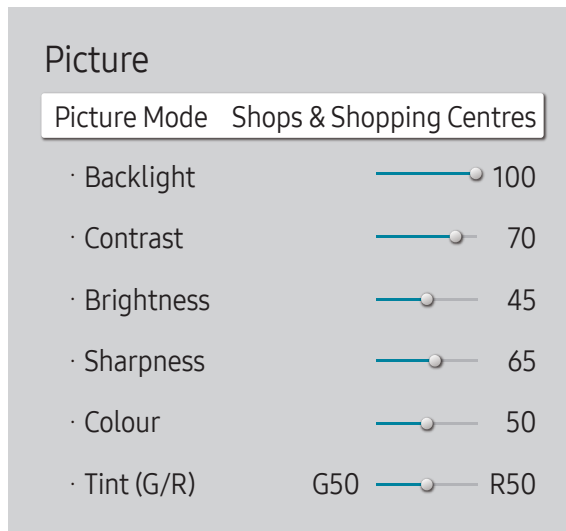 Picture
Picture Mode Shops & Shopping Centres
· Backlight 100
· Contrast 70
· Brightness 45
· Sharpness 65
· Colour 50
· Tint (G/R) G50 R50